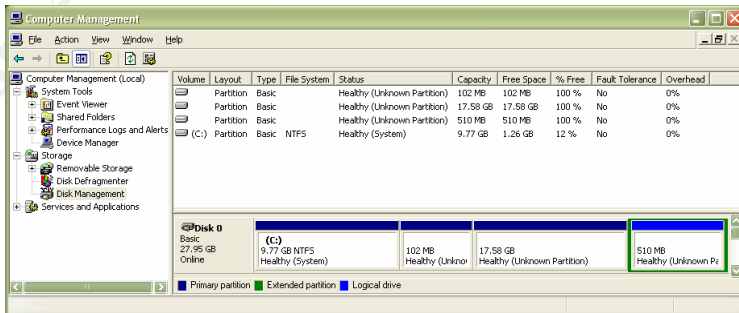 Computer Management
File Action View Window Help
Computer Management (Local)
System Tools
Event Viewer
Shared Folders
Performance Logs and Alerts
Device Manager
Storage
Removable Storage
Disk Defragmenter
Disk Management
Services and Applications
Volume Layout Type File System Status Capacity Free Space % Free Fault Tolerance Overhead
Partition Basic Healthy (Unknown Partition) 102 MB 102 MB 100 % No 0%
Partition Basic Healthy (Unknown Partition) 17.58 GB 17.58 GB 100 % No 0%
Partition Basic Healthy (Unknown Partition) 510 MB 510 MB 100 % No 0%
(C:) Partition Basic NTFS Healthy (System) 9.77 GB 1.26 GB 12 % No 0%
Disk 0
Basic
27.95 GB
Online
(C:)
9.77 GB NTFS
Healthy (System)
102 MB
Healthy (Unkno
17.58 GB
Healthy (Unknown Partition)
510 MB
Healthy (Unknown Pa
Primary partition Extended partition Logical drive